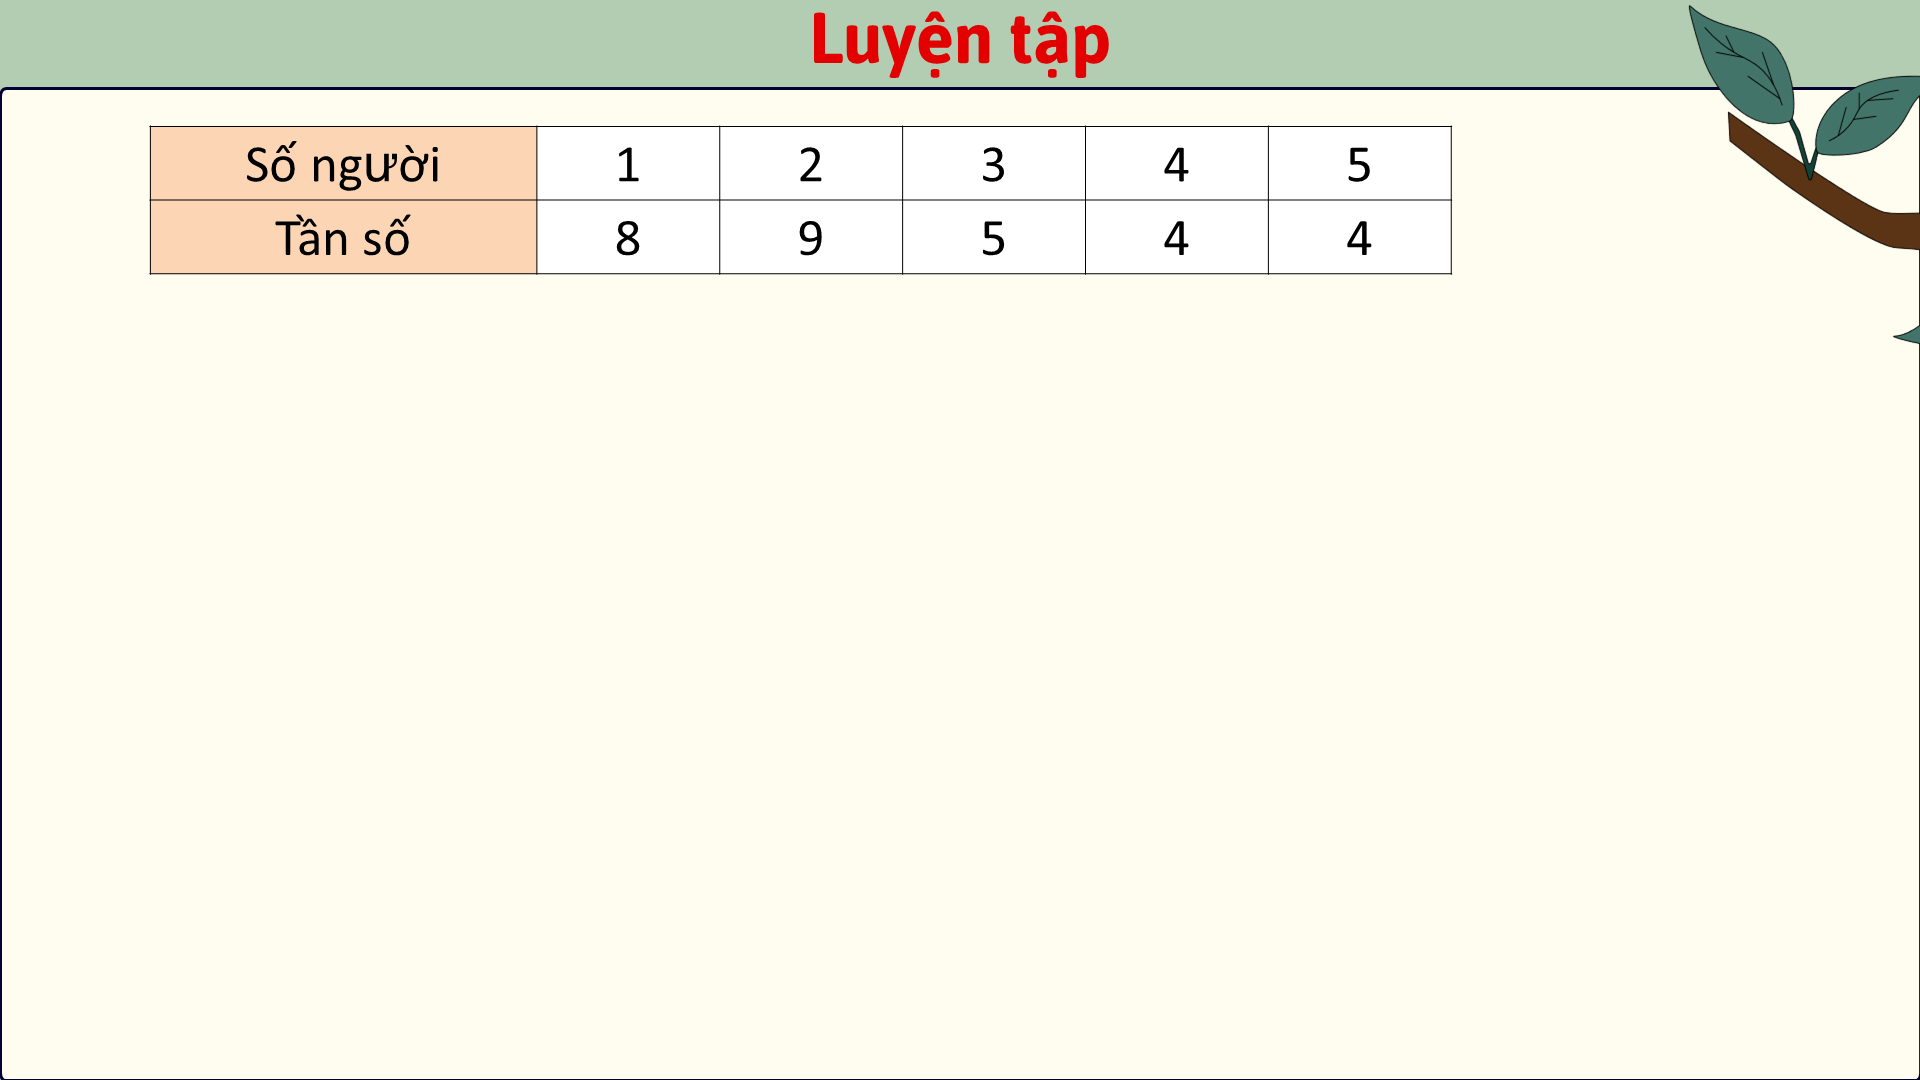 Luyện tập
Số người 1 2 3 4 5
Tần số 8 9 5 4 4